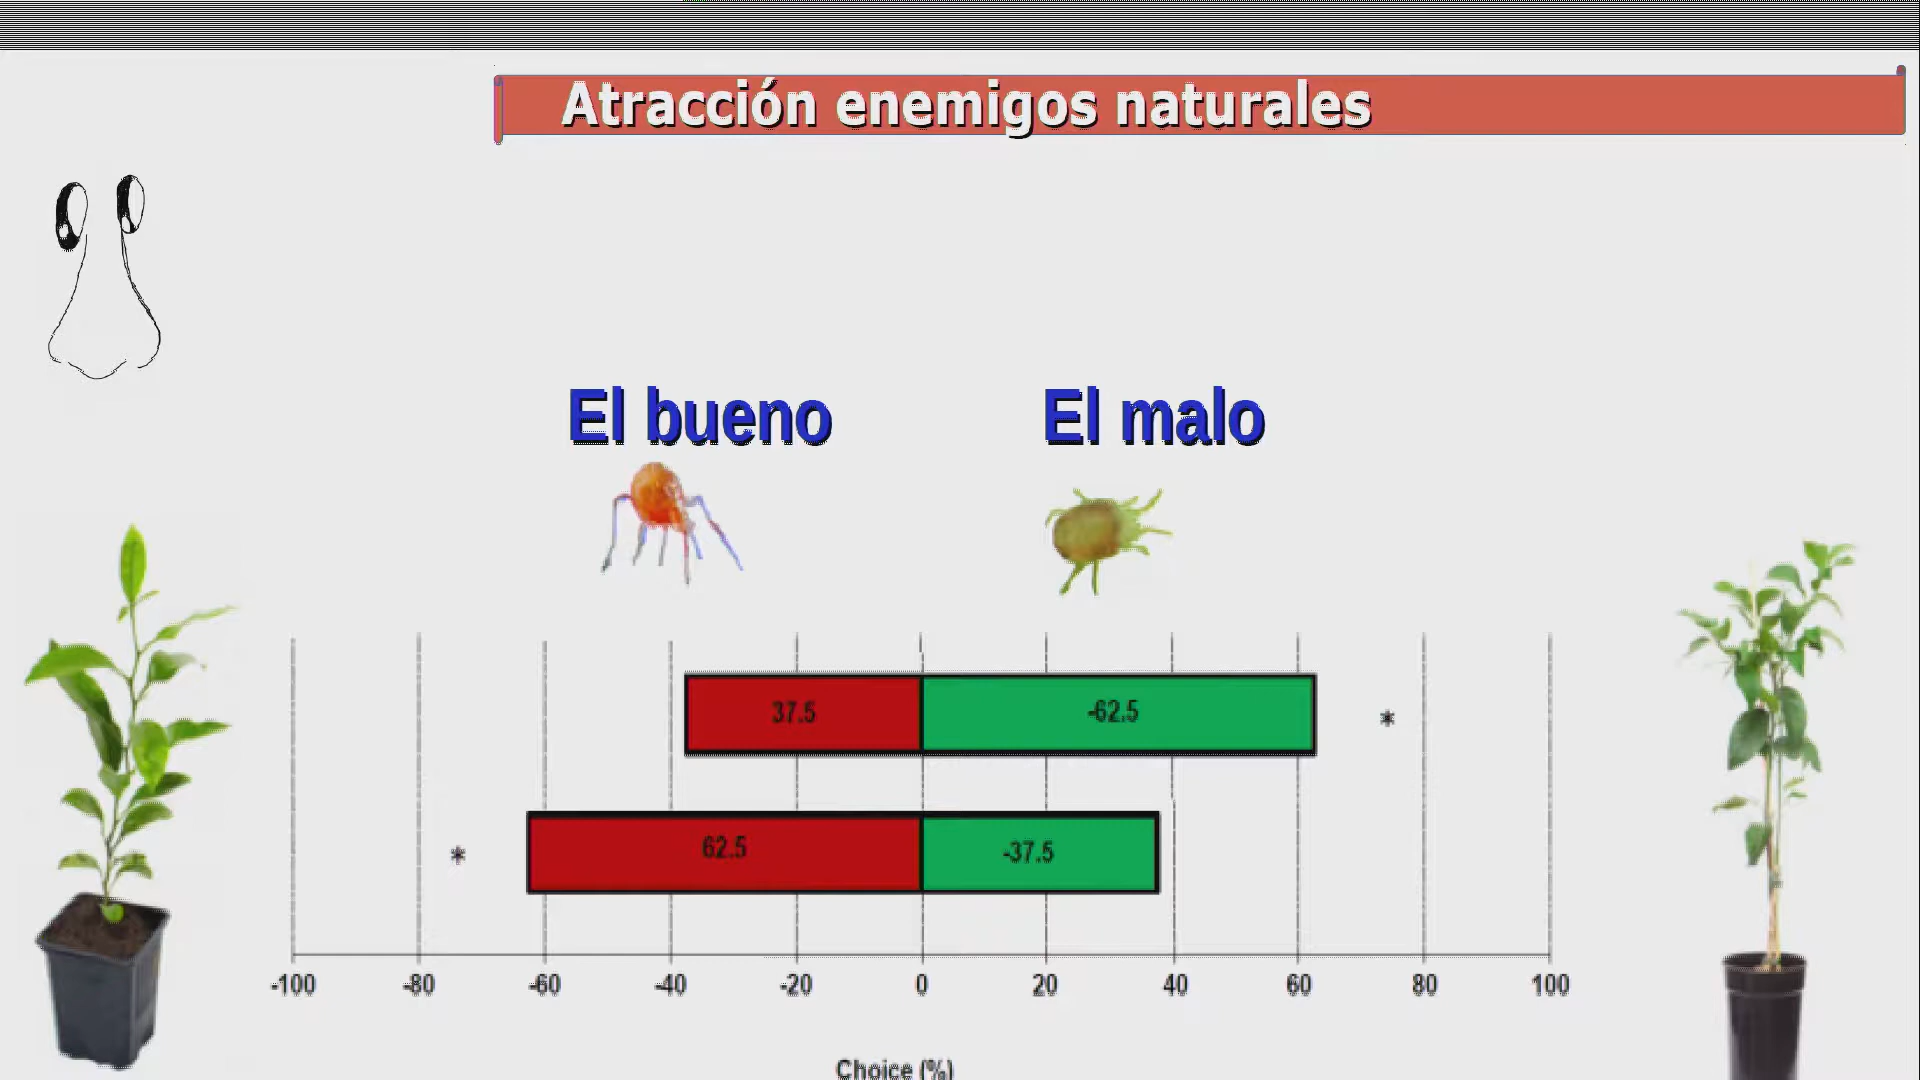 Atracción enemigos naturales
El bueno El malo
37.5 -62.5 *
* 62.5 -37.5
-100 -80 -60 -40 -20 0 20 40 60 80 100
Choice (%)